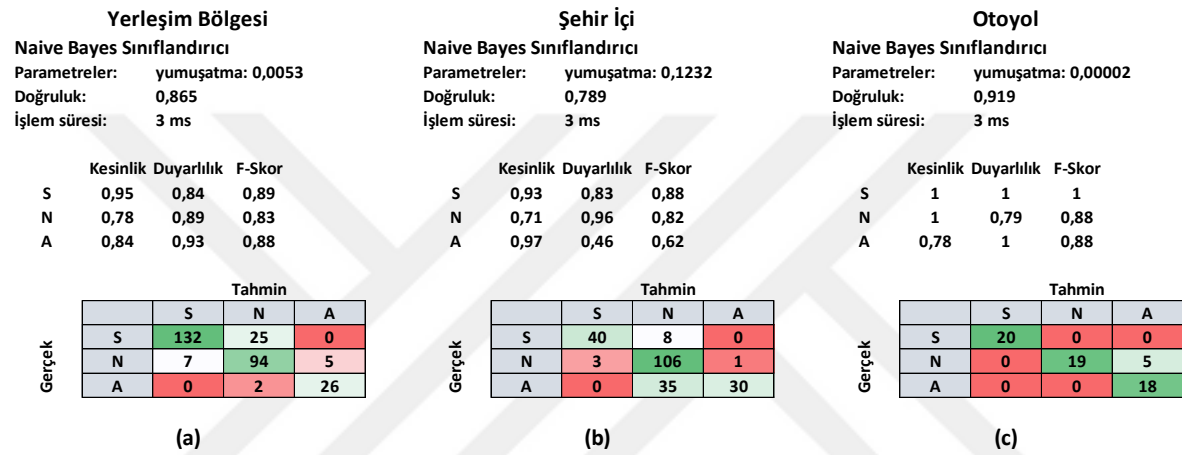 Yerleşim Bölgesi
Naive Bayes Sınıflandırıcı
Parametreler: yumuşatma: 0,0053
Doğruluk: 0,865
İşlem süresi: 3 ms
Kesinlik Duyarlılık F-Skor
S 0,95 0,84 0,89
N 0,78 0,89 0,83
A 0,84 0,93 0,88
Tahmin
S N A
Gerçek
S 132 25 0
N 7 94 5
A 0 2 26
(a)
Şehir İçi
Naive Bayes Sınıflandırıcı
Parametreler: yumuşatma: 0,1232
Doğruluk: 0,789
İşlem süresi: 3 ms
Kesinlik Duyarlılık F-Skor
S 0,93 0,83 0,88
N 0,71 0,96 0,82
A 0,97 0,46 0,62
Tahmin
S N A
Gerçek
S 40 8 0
N 3 106 1
A 0 35 30
(b)
Otoyol
Naive Bayes Sınıflandırıcı
Parametreler: yumuşatma: 0,00002
Doğruluk: 0,919
İşlem süresi: 3 ms
Kesinlik Duyarlılık F-Skor
S 1 1 1
N 1 0,79 0,88
A 0,78 1 0,88
Tahmin
S N A
Gerçek
S 20 0 0
N 0 19 5
A 0 0 18
(c)